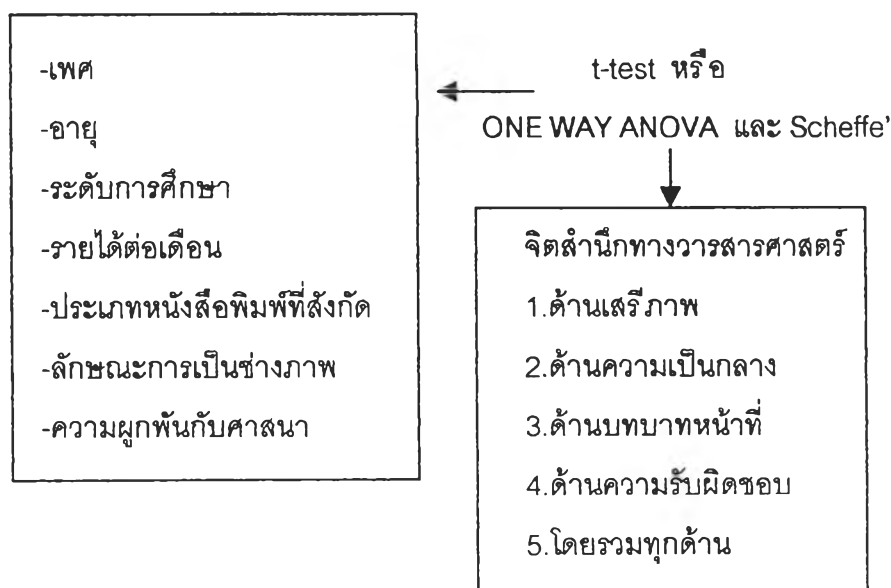 -เพศ
-อายุ
-ระดับการศึกษา
-รายได้ต่อเดือน
-ประเภทหนังสือพิมพ์ที่สังกัด
-ลักษณะการเป็นช่างภาพ
-ความผูกพันกับศาสนา
t-test หรือ
ONE WAY ANOVA และ Scheffe'
จิตสำนึกทางวารสารศาสตร์
1.ด้านเสรีภาพ
2.ด้านความเป็นกลาง
3.ด้านบทบาทหน้าที่
4.ด้านความรับผิดชอบ
5.โดยรวมทุกด้าน